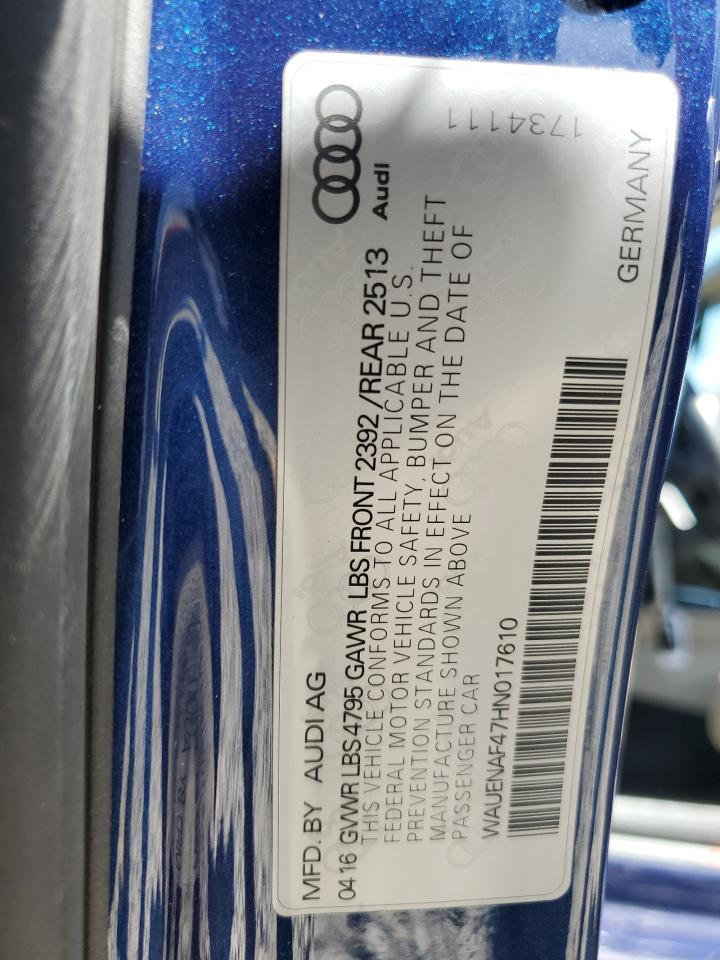 Audi
1734111
MFD. BY AUDI AG
0416 GVWR LBS 4795 GAWR LBS FRONT 2392 /REAR 2513
THIS VEHICLE CONFORMS TO ALL APPLICABLE U.S.
FEDERAL MOTOR VEHICLE SAFETY, BUMPER AND THEFT
PREVENTION STANDARDS IN EFFECT ON THE DATE OF
MANUFACTURE SHOWN ABOVE
PASSENGER CAR
WAUENAF47HN017610
GERMANY